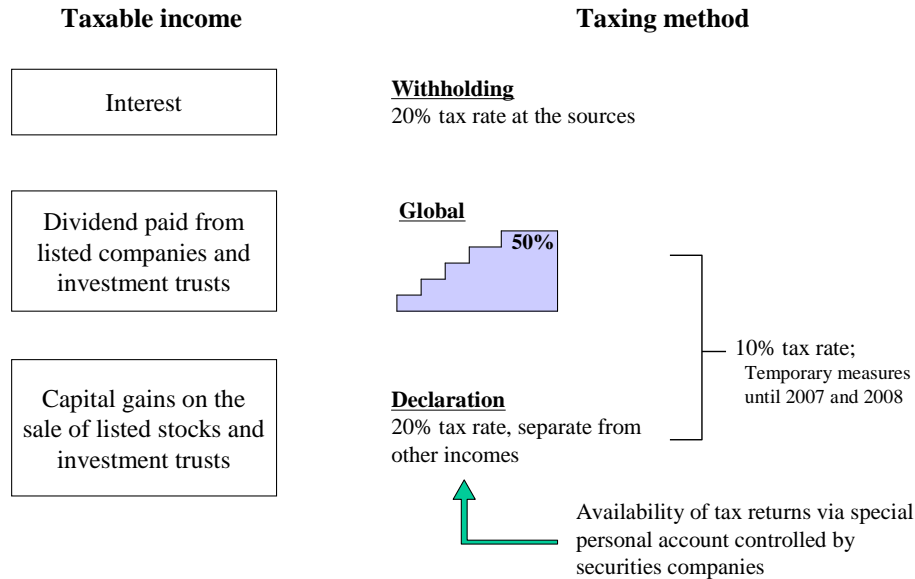 Taxable income
Taxing method
Interest
Withholding
20% tax rate at the sources
Dividend paid from
listed companies and
investment trusts
Global
50%
10% tax rate;
Temporary measures
until 2007 and 2008
Capital gains on the
sale of listed stocks and
investment trusts
Declaration
20% tax rate, separate from
other incomes
Availability of tax returns via special
personal account controlled by
securities companies